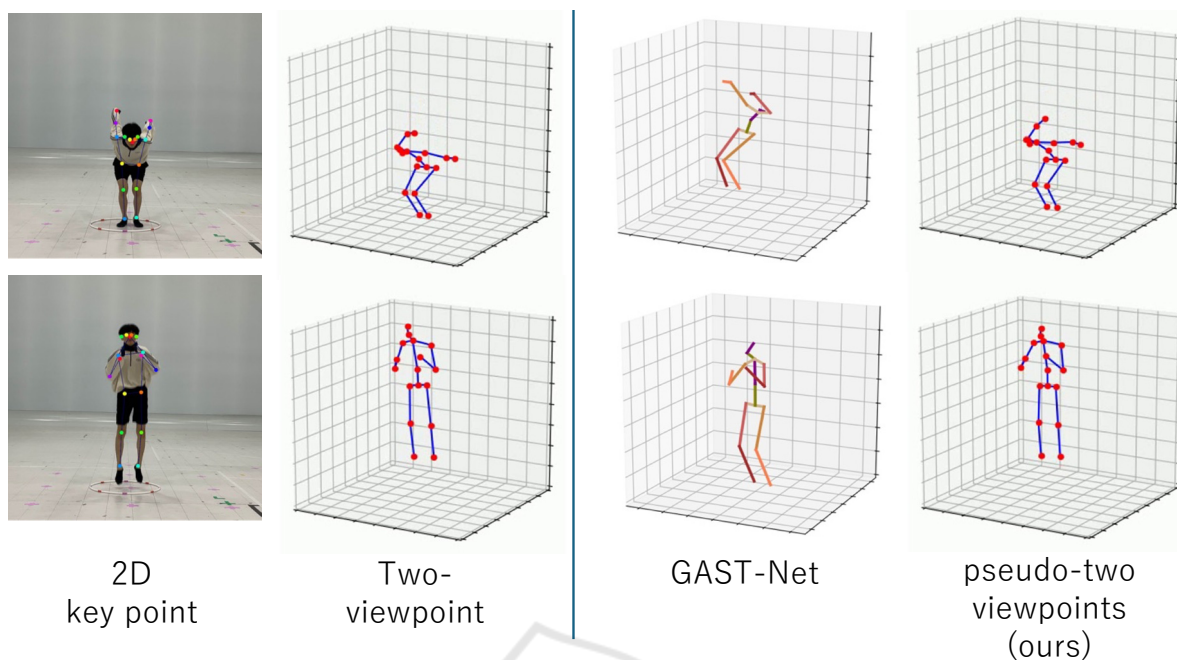 2D
key point
Two-
viewpoint
GAST-Net
pseudo-two
viewpoints
(ours)